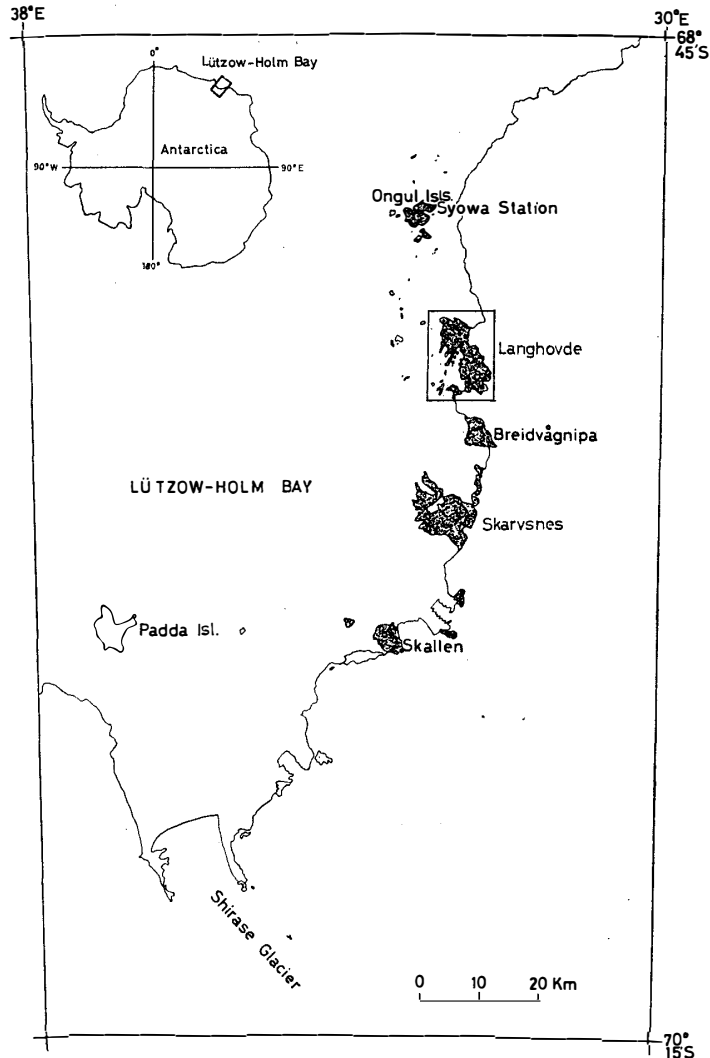 38°E
30°E
68°
45'S
0°
Lützow-Holm Bay
Antarctica
90°W
90°E
180°
Ongul Isls.
Syowa Station
Langhovde
Breidvågnipa
LÜTZOW-HOLM BAY
Skarvsnes
Padda Isl.
Skallen
Shirase Glacier
0 10 20 Km
70°
15'S